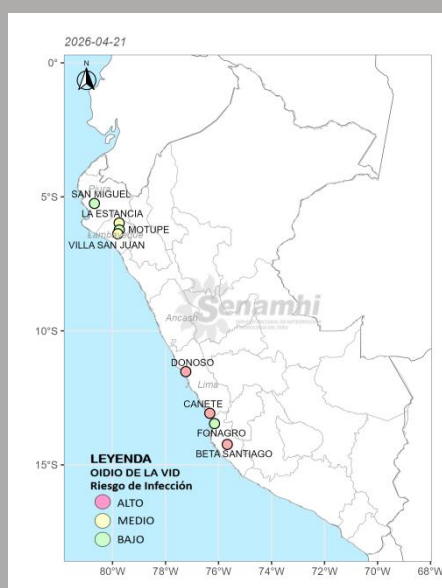 2026-04-21
N
0°
5°S
10°S
15°S
Piura
SAN MIGUEL
LA ESTANCIA
MOTUPE
Lambayeque
VILLA SAN JUAN
Senamhi
Ancash
DONOSO
Lima
CANETE
FONAGRO
BETA SANTIAGO
LEYENDA
OIDIO DE LA VID
Riesgo de Infección
ALTO
MEDIO
BAJO
80°W 78°W 76°W 74°W 72°W 70°W 68°W